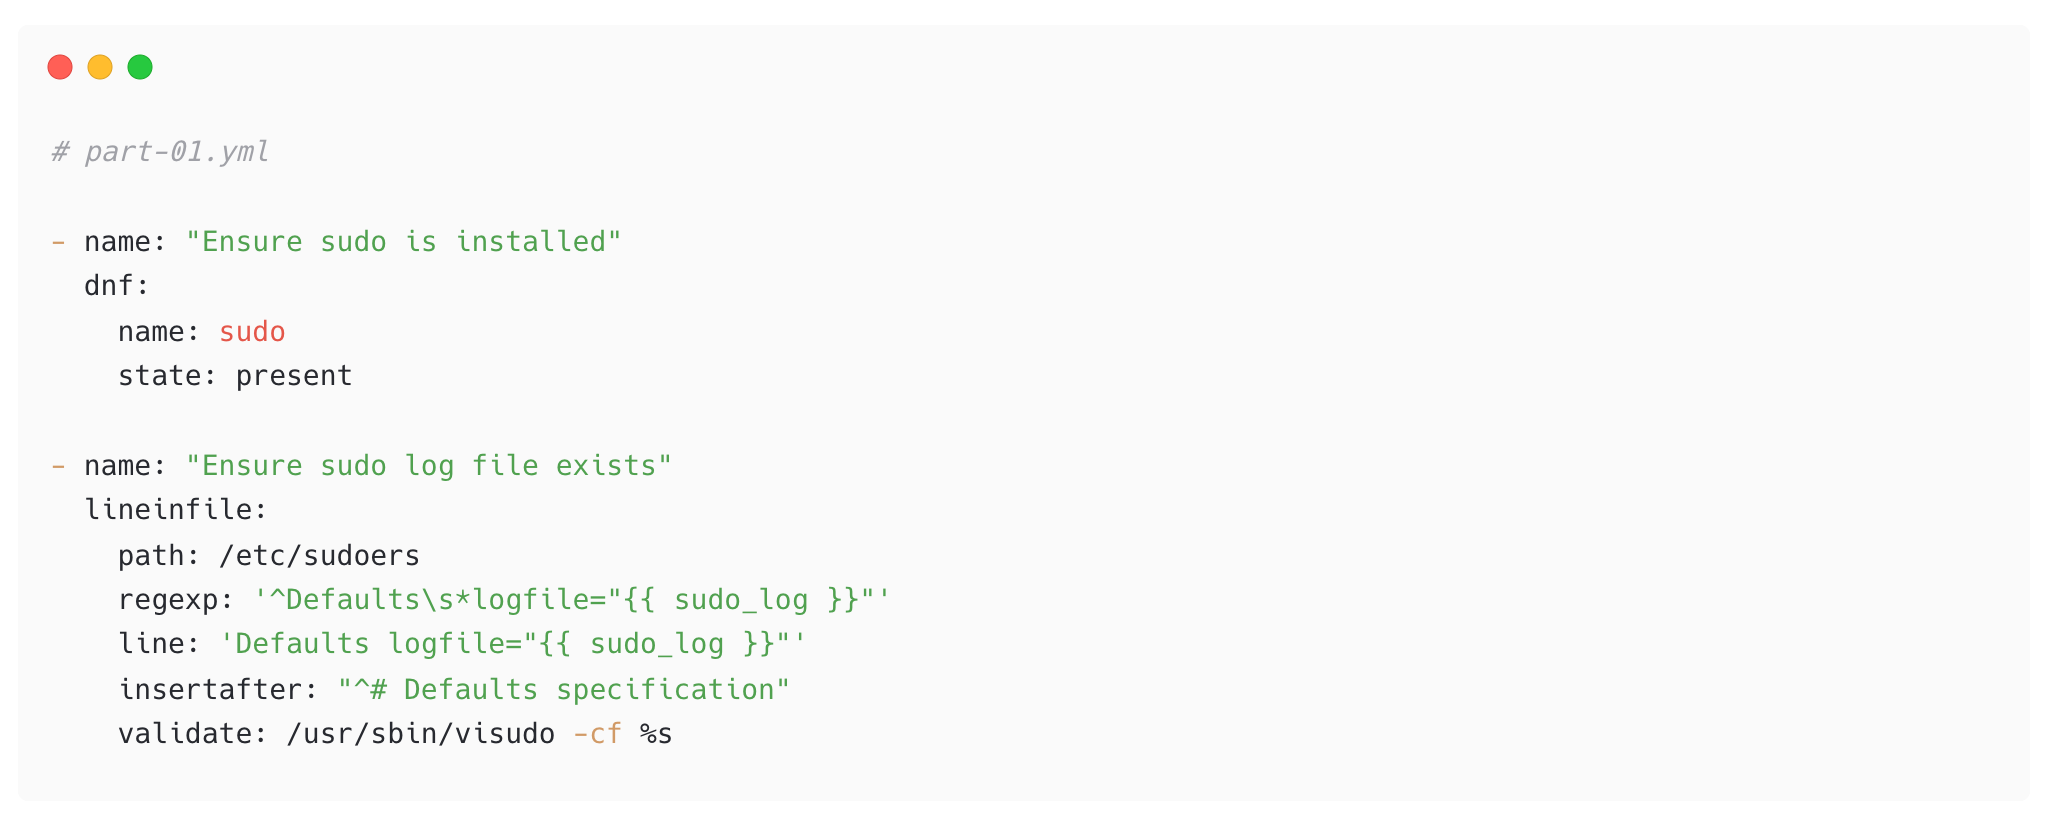 # part-01.yml

- name: "Ensure sudo is installed"
  dnf:
    name: sudo
    state: present

- name: "Ensure sudo log file exists"
  lineinfile:
    path: /etc/sudoers
    regexp: '^Defaults\s*logfile="{{ sudo_log }}"'
    line: 'Defaults logfile="{{ sudo_log }}"'
    insertafter: "^# Defaults specification"
    validate: /usr/sbin/visudo -cf %s